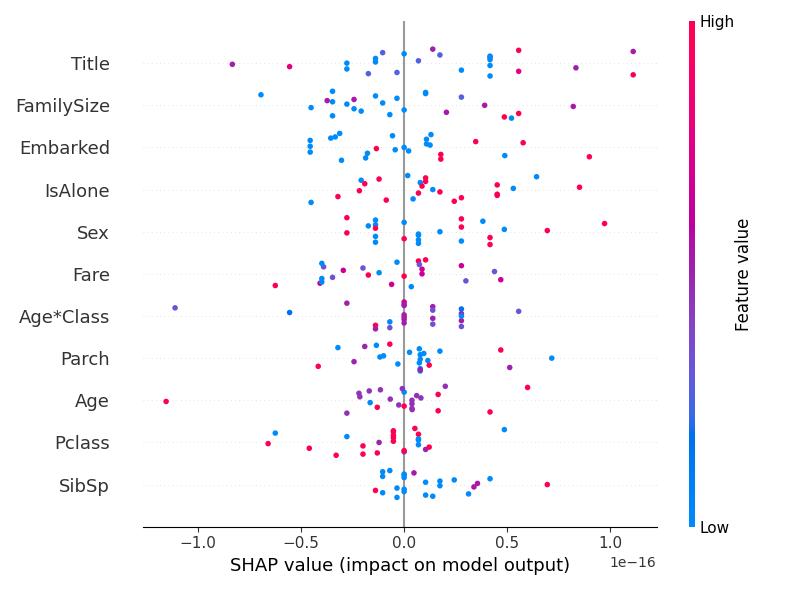 High
Title
FamilySize
Embarked
IsAlone
Sex
Fare
Age*Class
Parch
Age
Pclass
SibSp
Feature value
Low
−1.0 −0.5 0.0 0.5 1.0
1e−16
SHAP value (impact on model output)